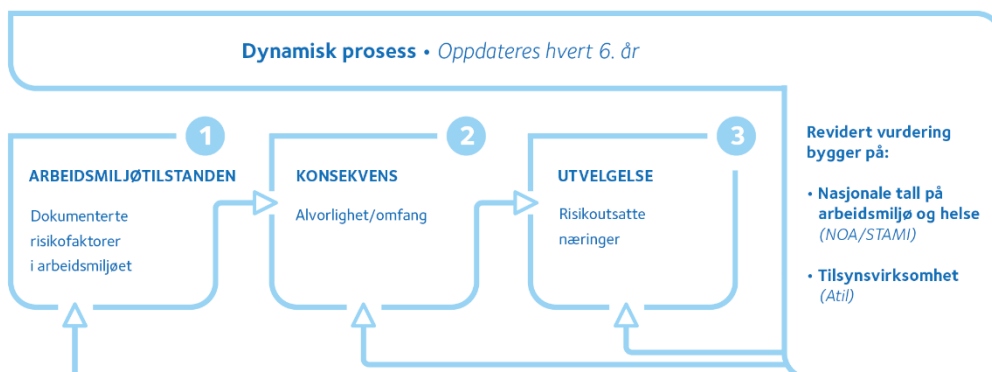 Dynamisk prosess • Oppdateres hvert 6. år
1
ARBEIDSMILJØTILSTANDEN
Dokumenterte
risikofaktorer
i arbeidsmiljøet
2
KONSEKVENS
Alvorlighet/omfang
3
UTVELGELSE
Risikoutsatte
næringer
Revidert vurdering
bygger på:
• Nasjonale tall på
arbeidsmiljø og helse
(NOA/STAMI)
• Tilsynsvirksomhet
(Atil)